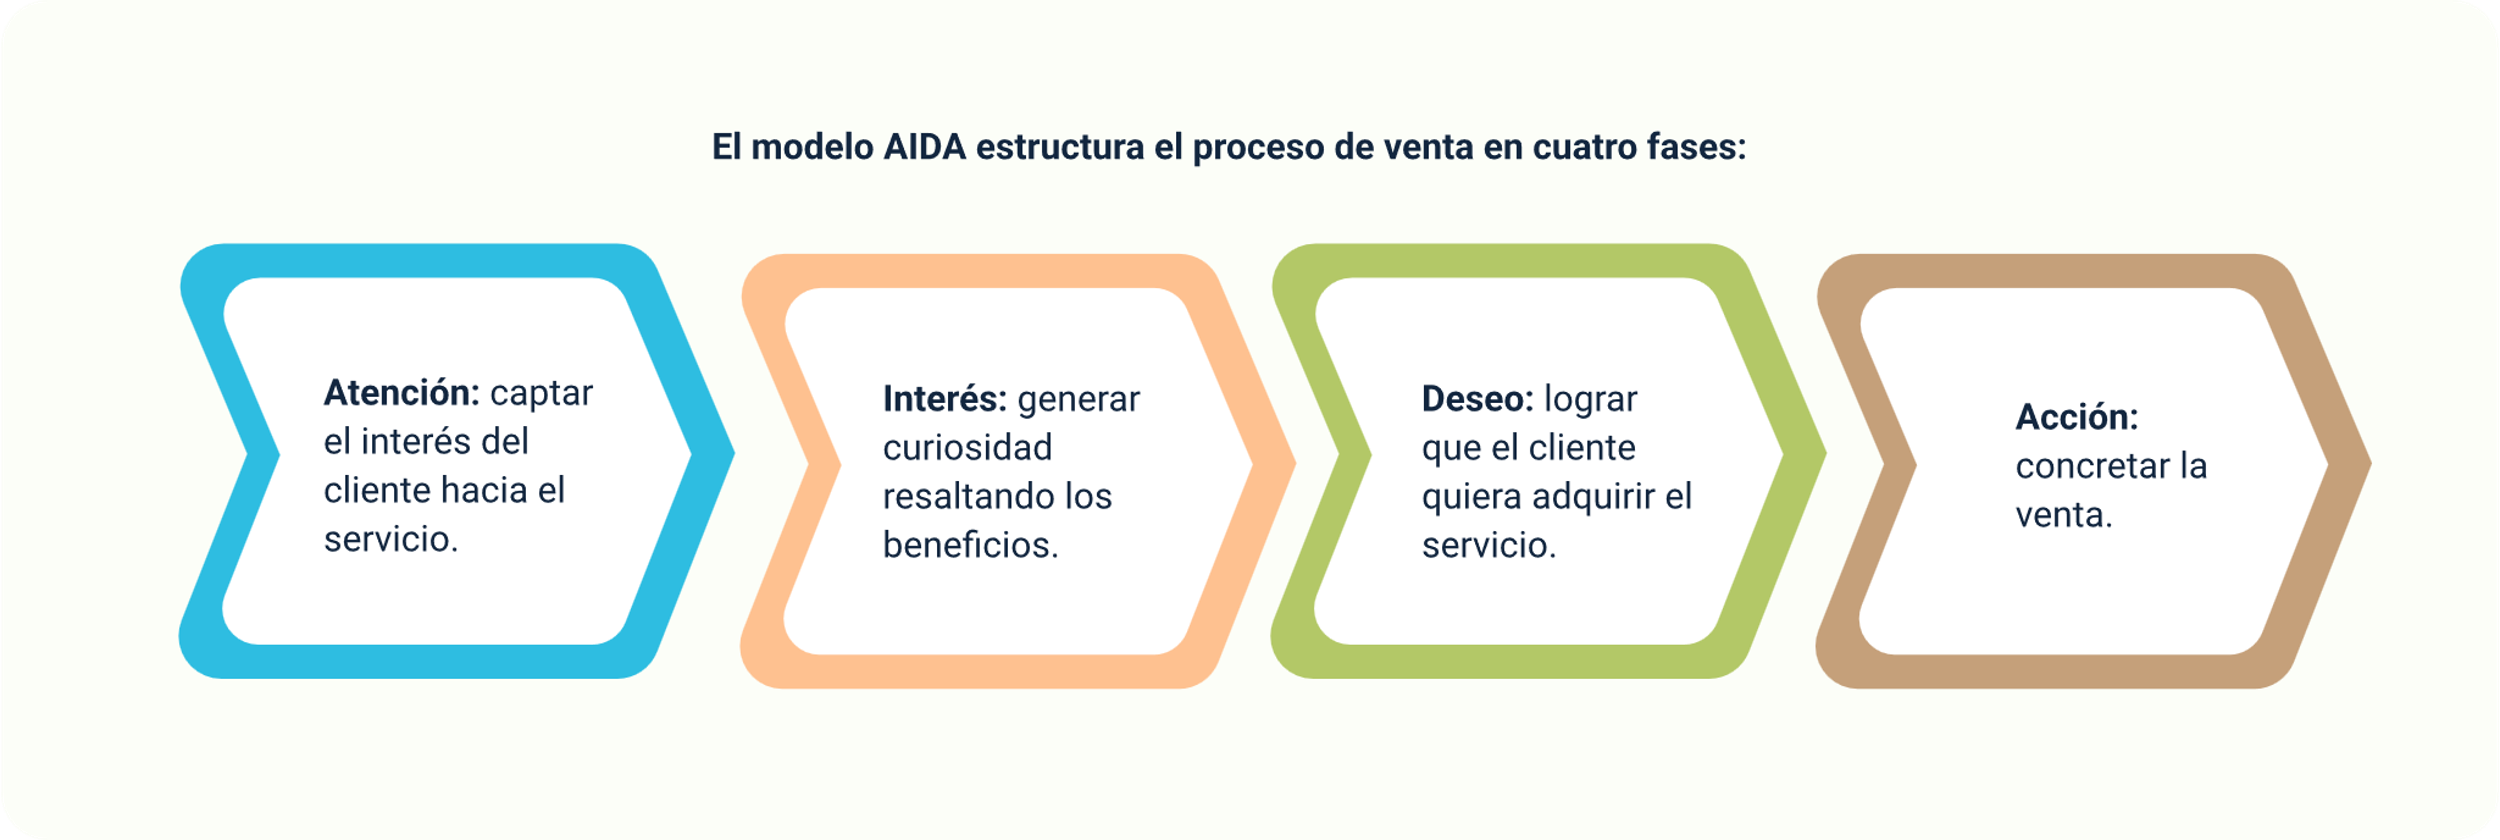 El modelo AIDA estructura el proceso de venta en cuatro fases:
Atención: captar
el interés del
cliente hacia el
servicio.
Interés: generar
curiosidad
resaltando los
beneficios.
Deseo: lograr
que el cliente
quiera adquirir el
servicio.
Acción:
concretar la
venta.